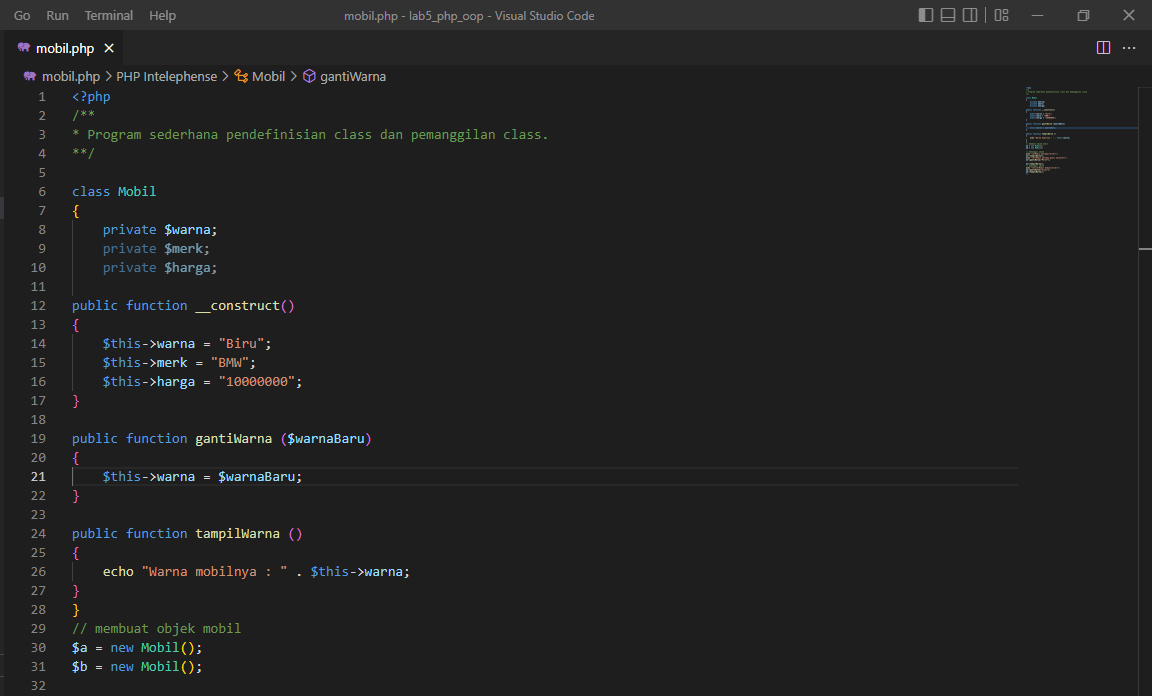 Go Run Terminal Help mobil.php - lab5_php_oop - Visual Studio Code
mobil.php
mobil.php > PHP Intelephense > Mobil > gantiWarna
1 <?php
2 /**
3 * Program sederhana pendefinisian class dan pemanggilan class.
4 **/
5
6 class Mobil
7 {
8     private $warna;
9     private $merk;
10     private $harga;
11
12 public function __construct()
13 {
14     $this->warna = "Biru";
15     $this->merk = "BMW";
16     $this->harga = "10000000";
17 }
18
19 public function gantiWarna ($warnaBaru)
20 {
21     $this->warna = $warnaBaru;
22 }
23
24 public function tampilWarna ()
25 {
26     echo "Warna mobilnya : " . $this->warna;
27 }
28 }
29 // membuat objek mobil
30 $a = new Mobil();
31 $b = new Mobil();
32